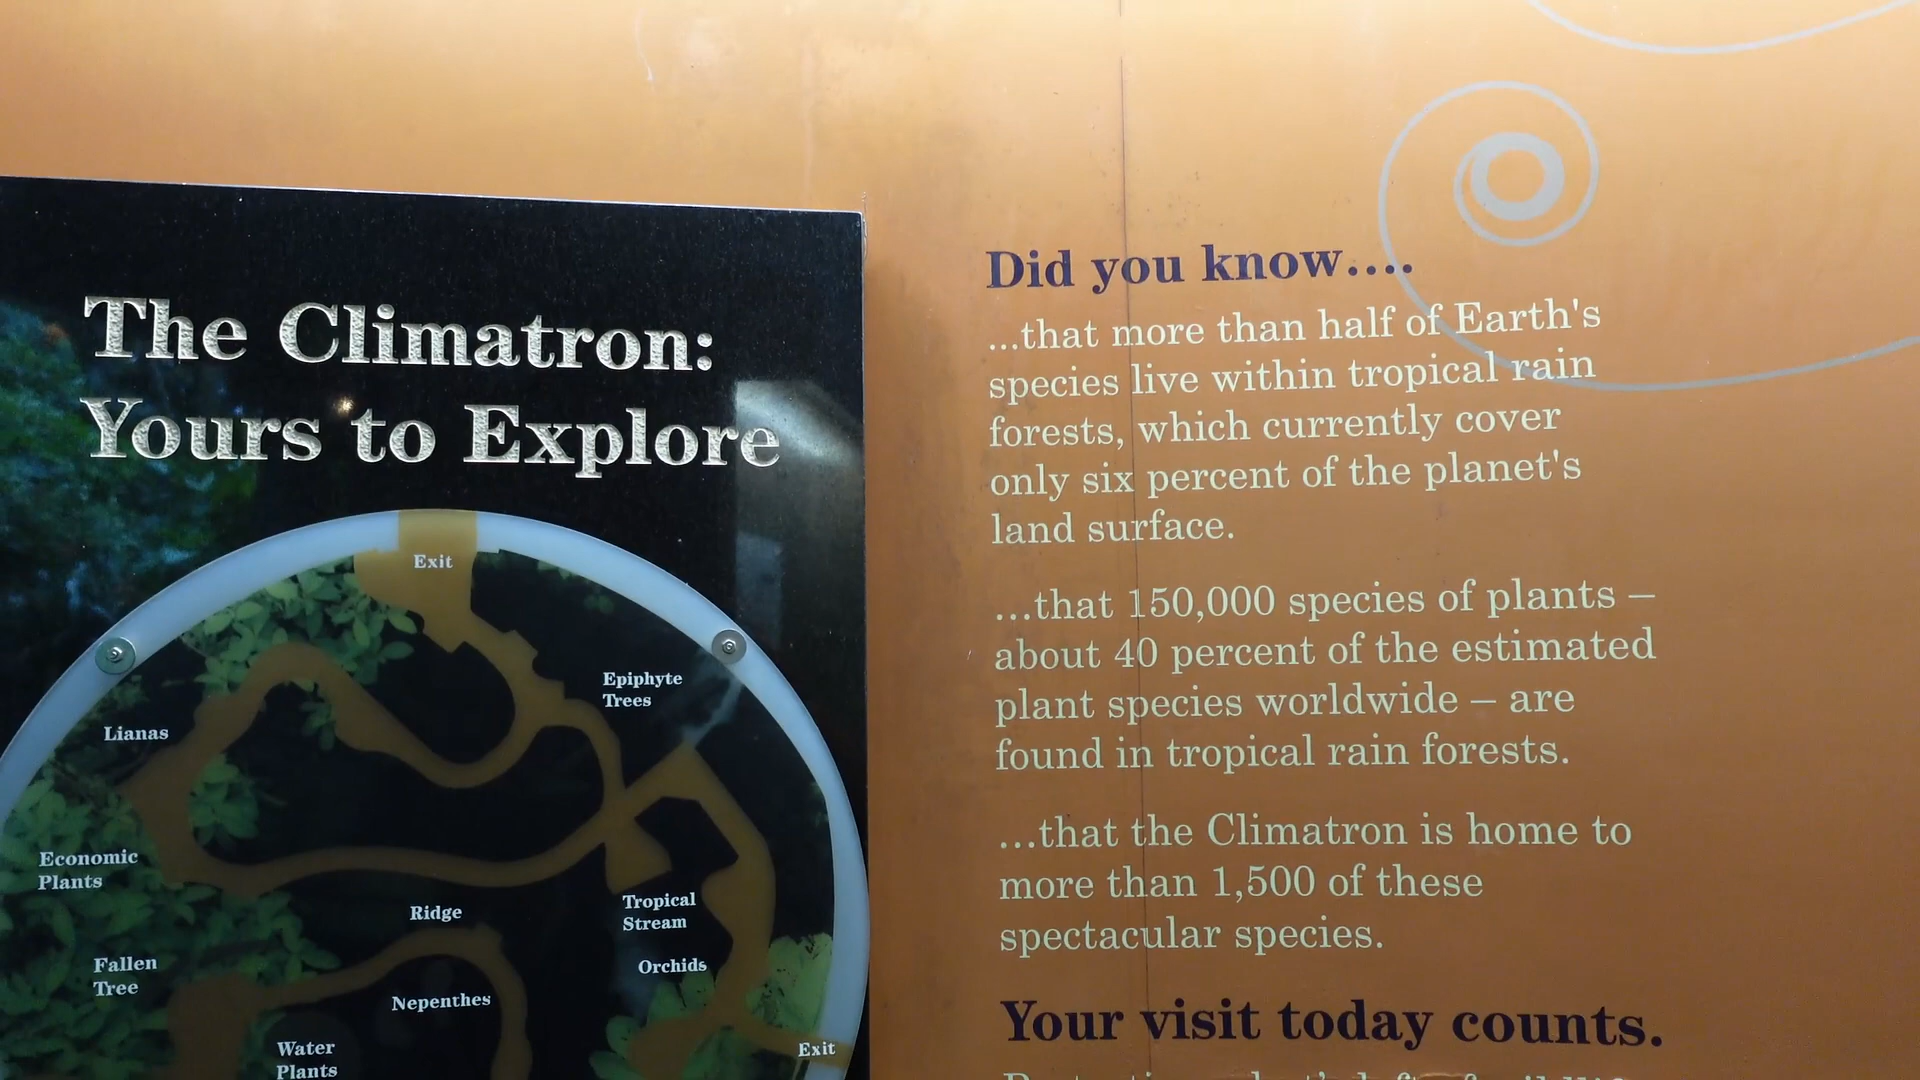 The Climatron:
Yours to Explore
Exit
Epiphyte
Trees
Lianas
Economic
Plants
Ridge
Tropical
Stream
Fallen
Tree
Orchids
Nepenthes
Water
Plants
Exit
Did you know....
...that more than half of Earth's
species live within tropical rain
forests, which currently cover
only six percent of the planet's
land surface.
...that 150,000 species of plants –
about 40 percent of the estimated
plant species worldwide – are
found in tropical rain forests.
...that the Climatron is home to
more than 1,500 of these
spectacular species.
Your visit today counts.